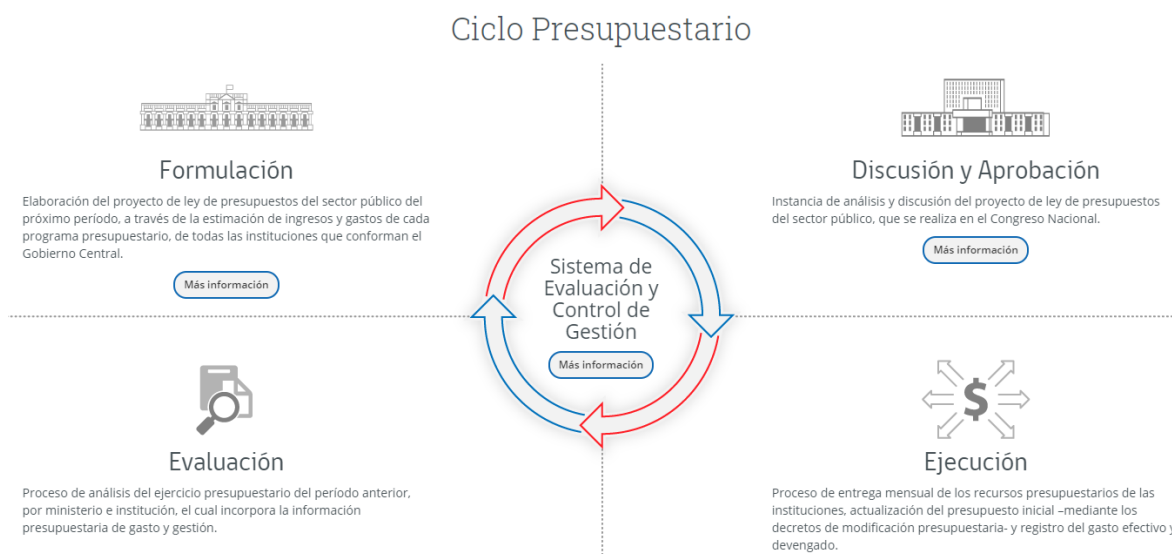 Ciclo Presupuestario
Formulación
Elaboración del proyecto de ley de presupuestos del sector público del
próximo período, a través de la estimación de ingresos y gastos de cada
programa presupuestario, de todas las instituciones que conforman el
Gobierno Central.
Más información
Discusión y Aprobación
Instancia de análisis y discusión del proyecto de ley de presupuestos
del sector público, que se realiza en el Congreso Nacional.
Más información
Sistema de
Evaluación y
Control de
Gestión
Más información
Evaluación
Proceso de análisis del ejercicio presupuestario del período anterior,
por ministerio e institución, el cual incorpora la información
presupuestaria de gasto y gestión.
$
Ejecución
Proceso de entrega mensual de los recursos presupuestarios de las
instituciones, actualización del presupuesto inicial –mediante los
decretos de modificación presupuestaria- y registro del gasto efectivo y
devengado.